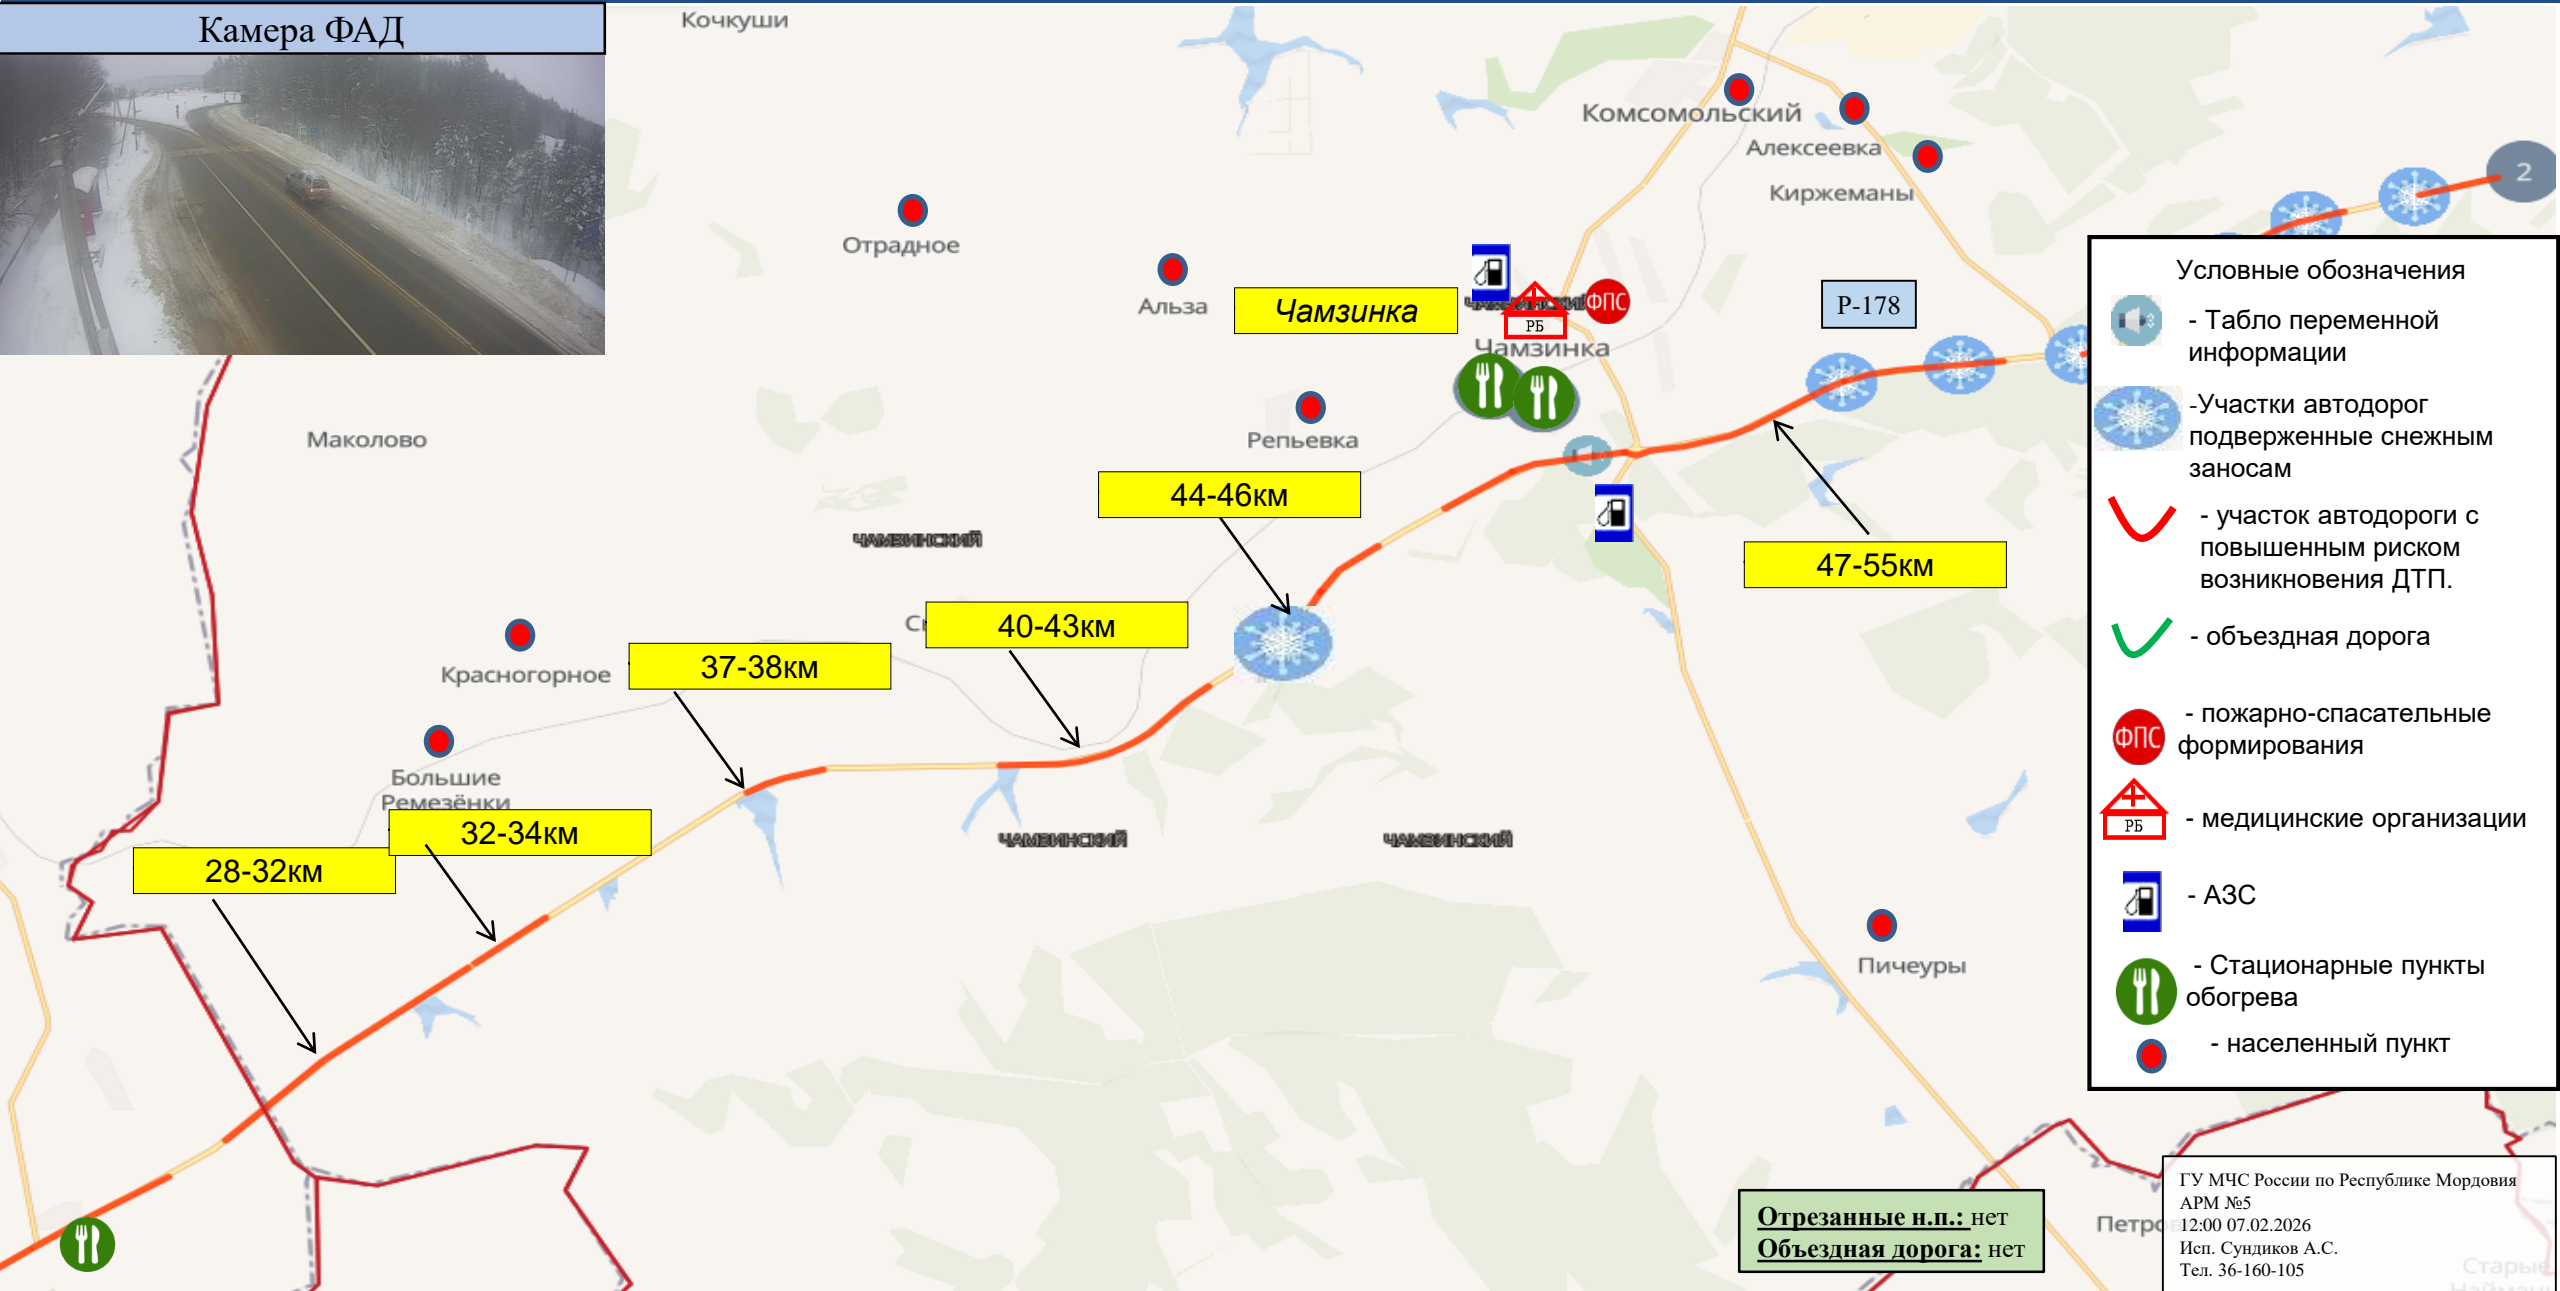 Камера ФАД
Кочкуши
Комсомольский
Алексеевка
Киржеманы
2
Отрадное
Альза
Чамзинка
ФПС
РБ
Чамзинка
Р-178
Маколово
Репьевка
44-46км
ЧАМЗИНСКИЙ
47-55км
40-43км
Красногорное
37-38км
Большие
Ремезёнки
32-34км
28-32км
ЧАМЗИНСКИЙ
ЧАМЗИНСКИЙ
Пичеуры
Условные обозначения
- Табло переменной
информации
-Участки автодорог
подверженные снежным
заносам
- участок автодороги с
повышенным риском
возникновения ДТП.
- объездная дорога
ФПС
- пожарно-спасательные
формирования
РБ
- медицинские организации
- АЗС
- Стационарные пункты
обогрева
- населенный пункт
Отрезанные н.п.: нет
Объездная дорога: нет
ГУ МЧС России по Республике Мордовия
АРМ №5
12:00 07.02.2026
Исп. Сундиков А.С.
Тел. 36-160-105
Старые